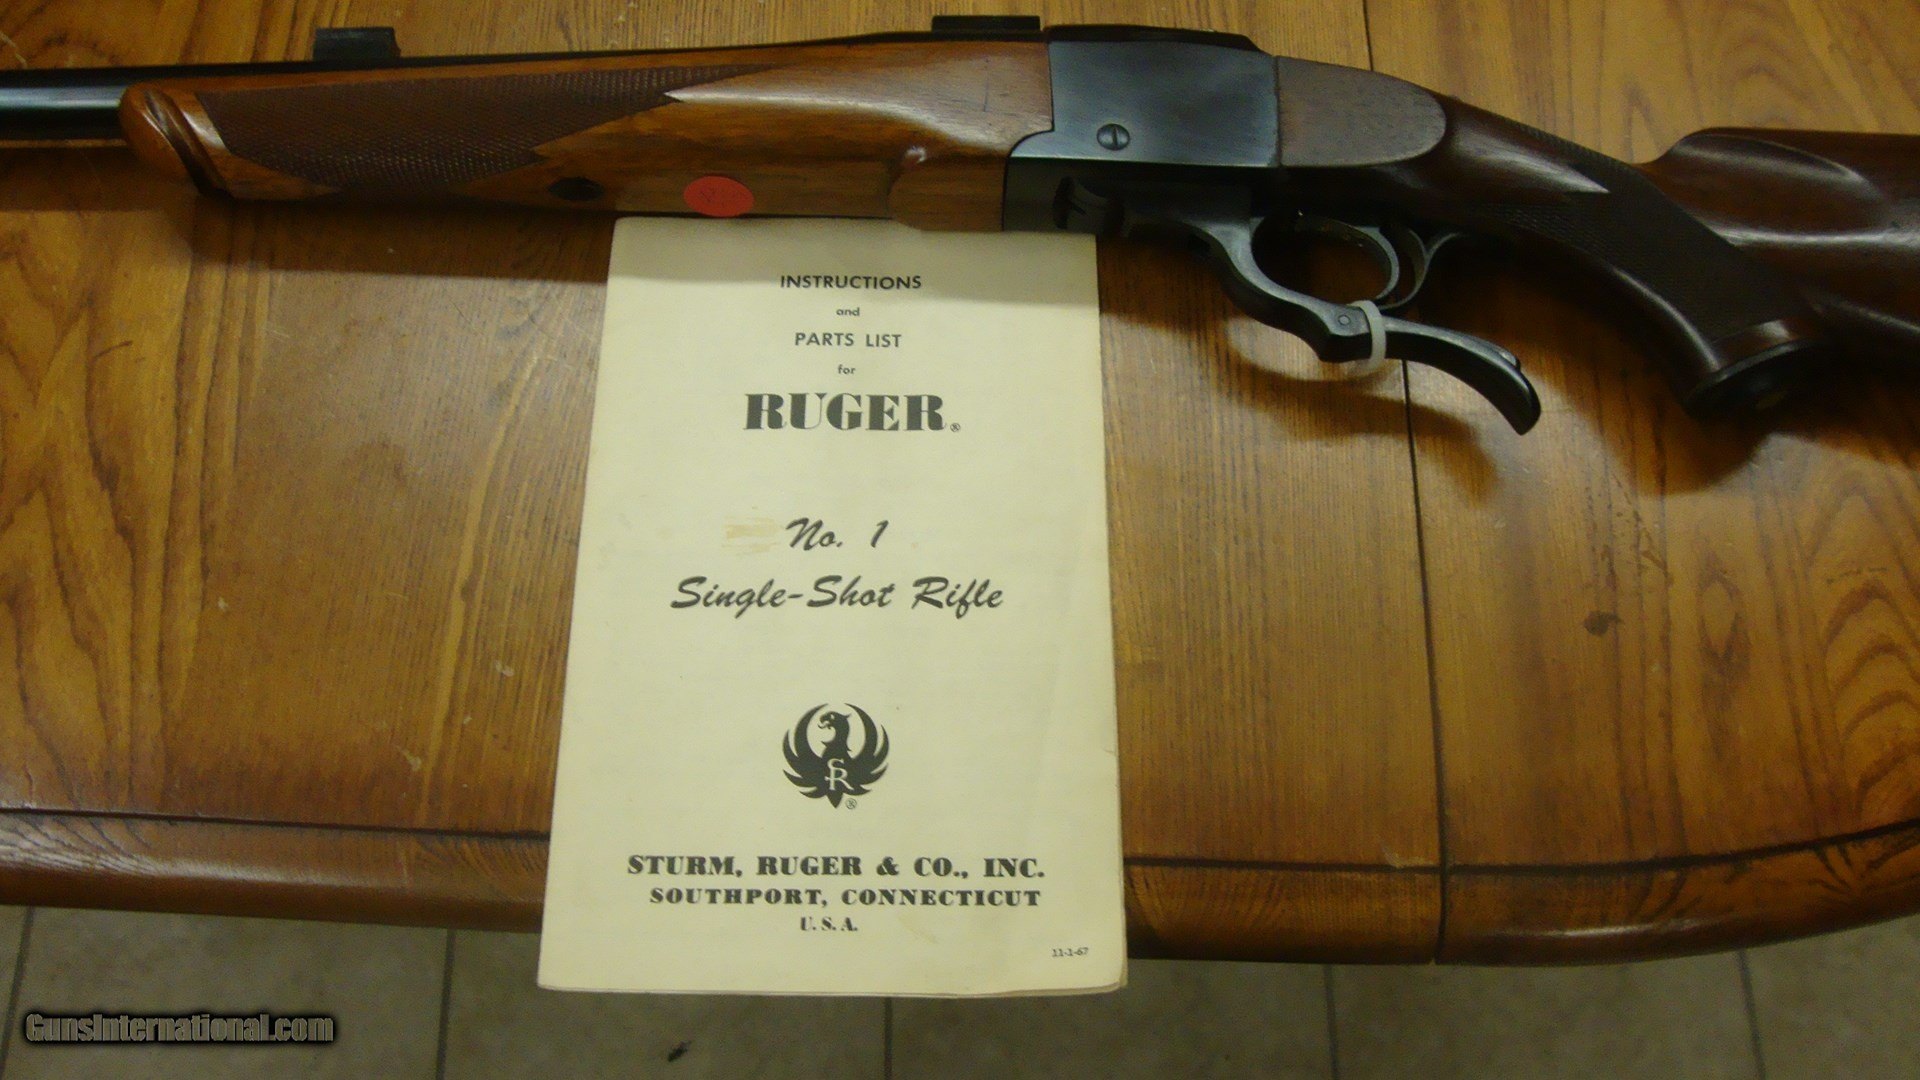 INSTRUCTIONS
and
PARTS LIST
for
RUGER®
No. 1
Single-Shot Rifle
SR®
STURM, RUGER & CO., INC.
SOUTHPORT, CONNECTICUT
U. S. A.
11-1-67
GunsInternational.com